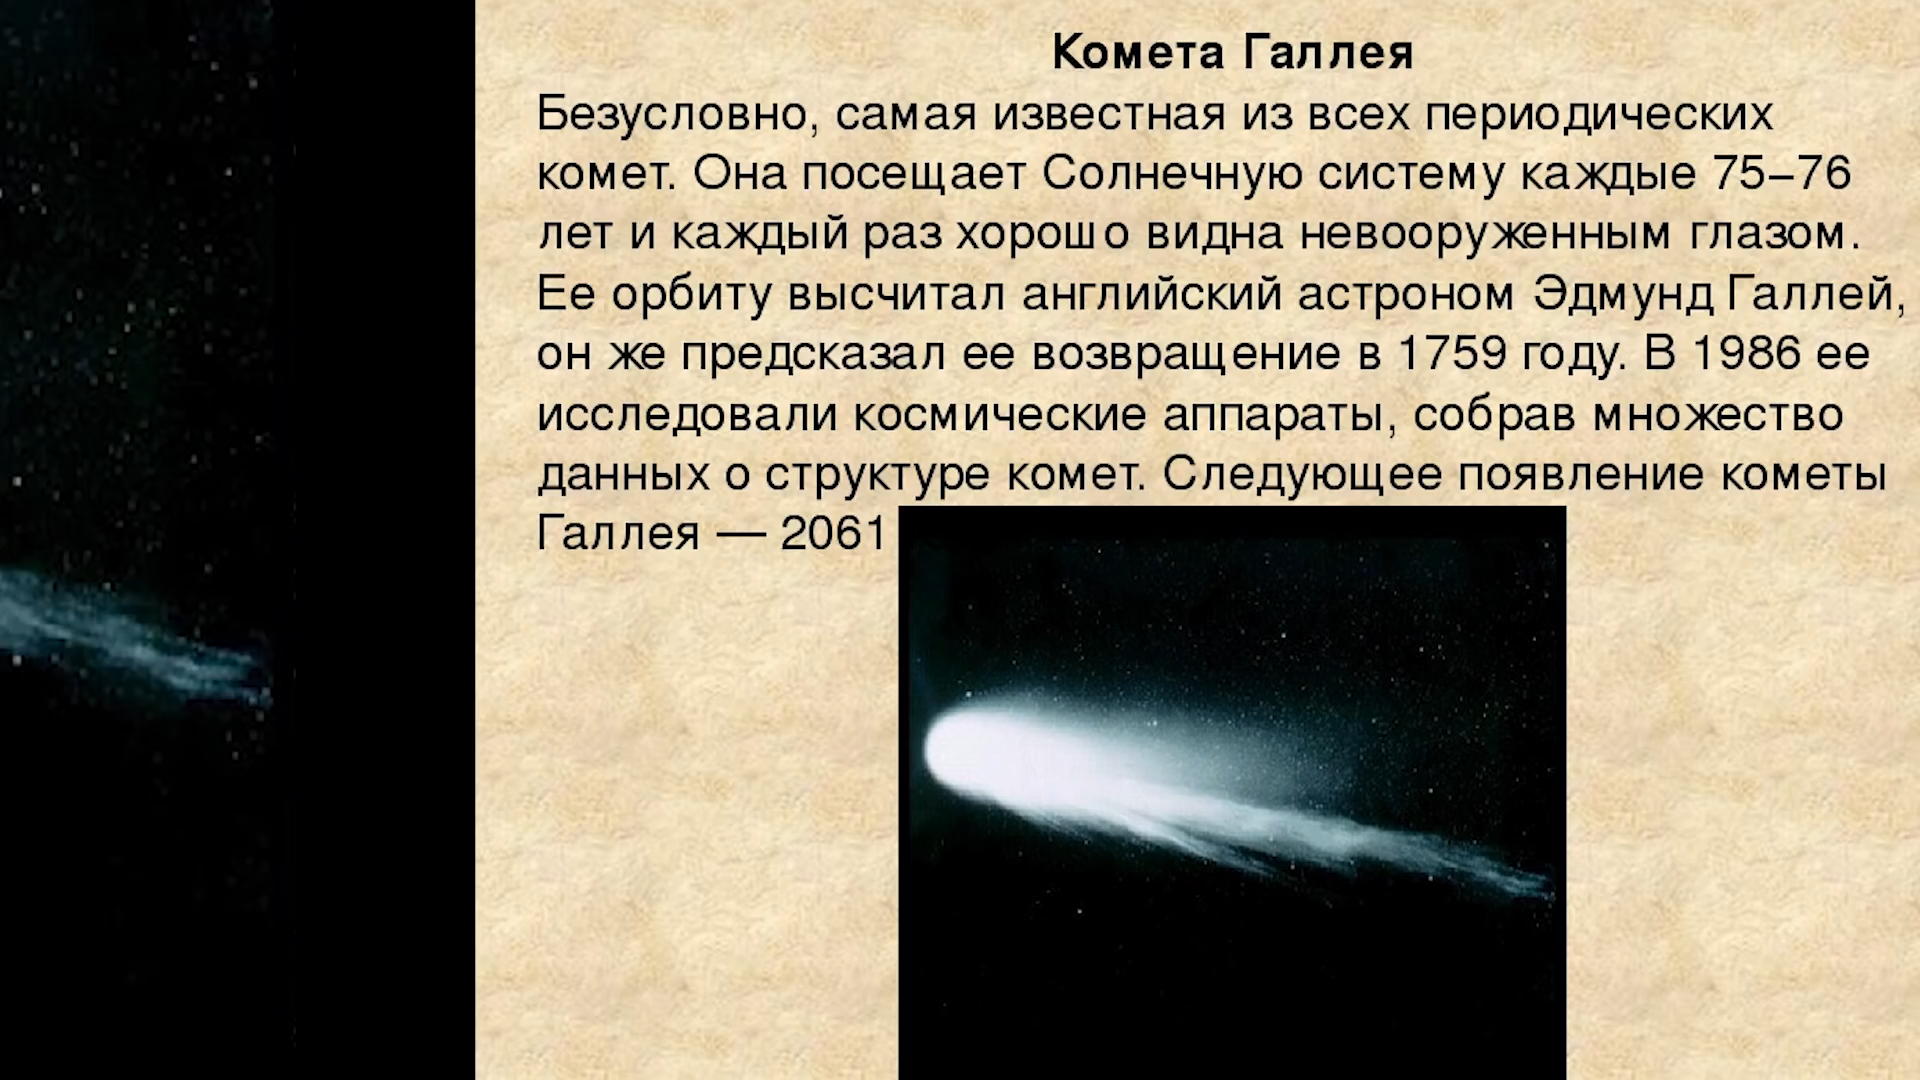 Комета Галлея
Безусловно, самая известная из всех периодических
комет. Она посещает Солнечную систему каждые 75–76
лет и каждый раз хорошо видна невооруженным глазом.
Ее орбиту высчитал английский астроном Эдмунд Галлей,
он же предсказал ее возвращение в 1759 году. В 1986 ее
исследовали космические аппараты, собрав множество
данных о структуре комет. Следующее появление кометы
Галлея — 2061